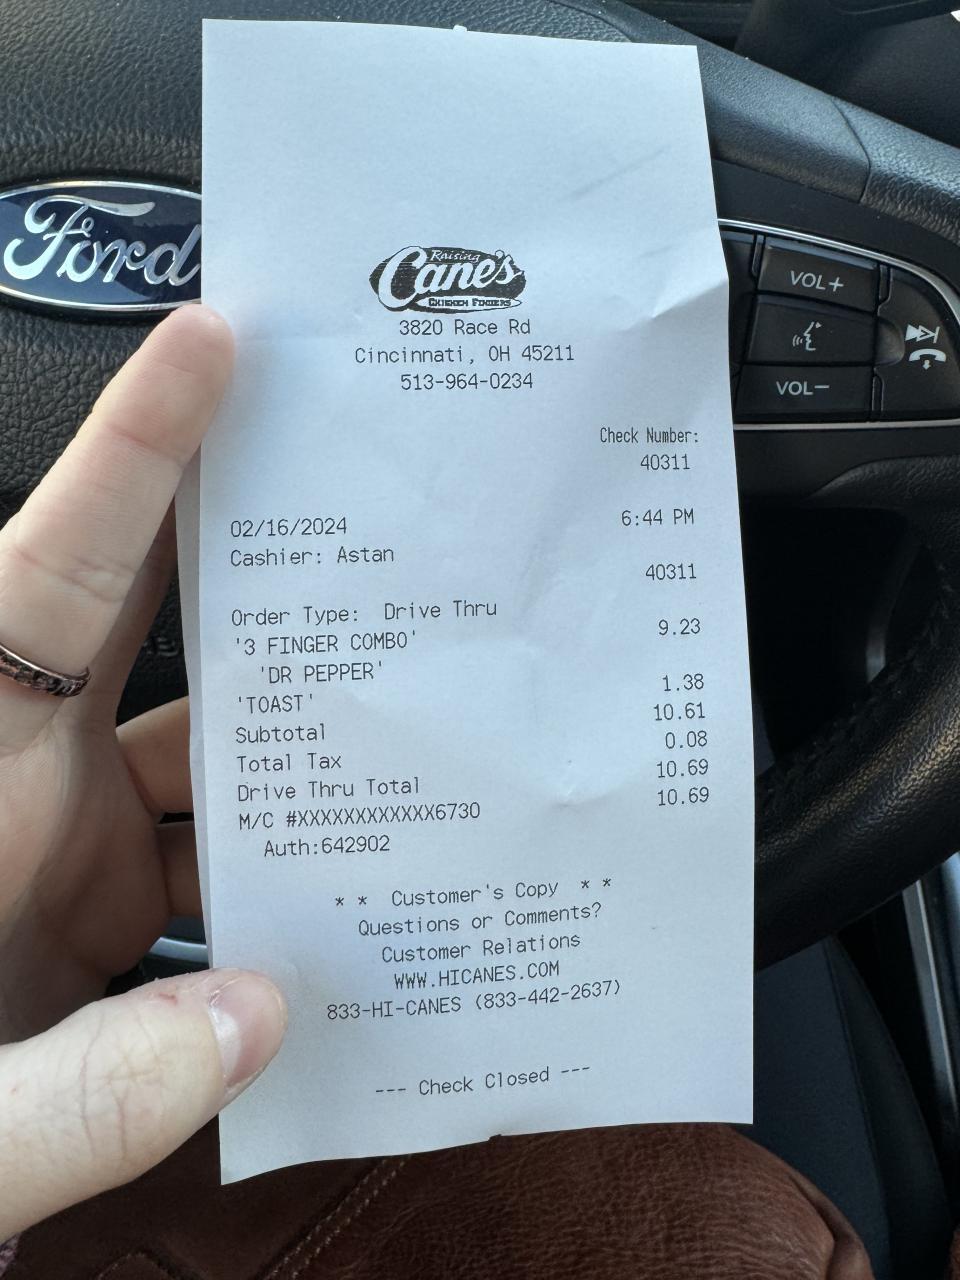 Ford
VOL+
VOL–
Raising
Cane's
CHICKEN FINGERS
3820 Race Rd
Cincinnati, OH 45211
513-964-0234
Check Number:
40311
02/16/2024 6:44 PM
Cashier: Astan
40311
Order Type: Drive Thru
'3 FINGER COMBO' 9.23
'DR PEPPER'
'TOAST' 1.38
Subtotal 10.61
Total Tax 0.08
Drive Thru Total 10.69
M/C #XXXXXXXXXXXX6730 10.69
Auth:642902
* * Customer's Copy * *
Questions or Comments?
Customer Relations
WWW.HICANES.COM
833-HI-CANES (833-442-2637)
--- Check Closed ---